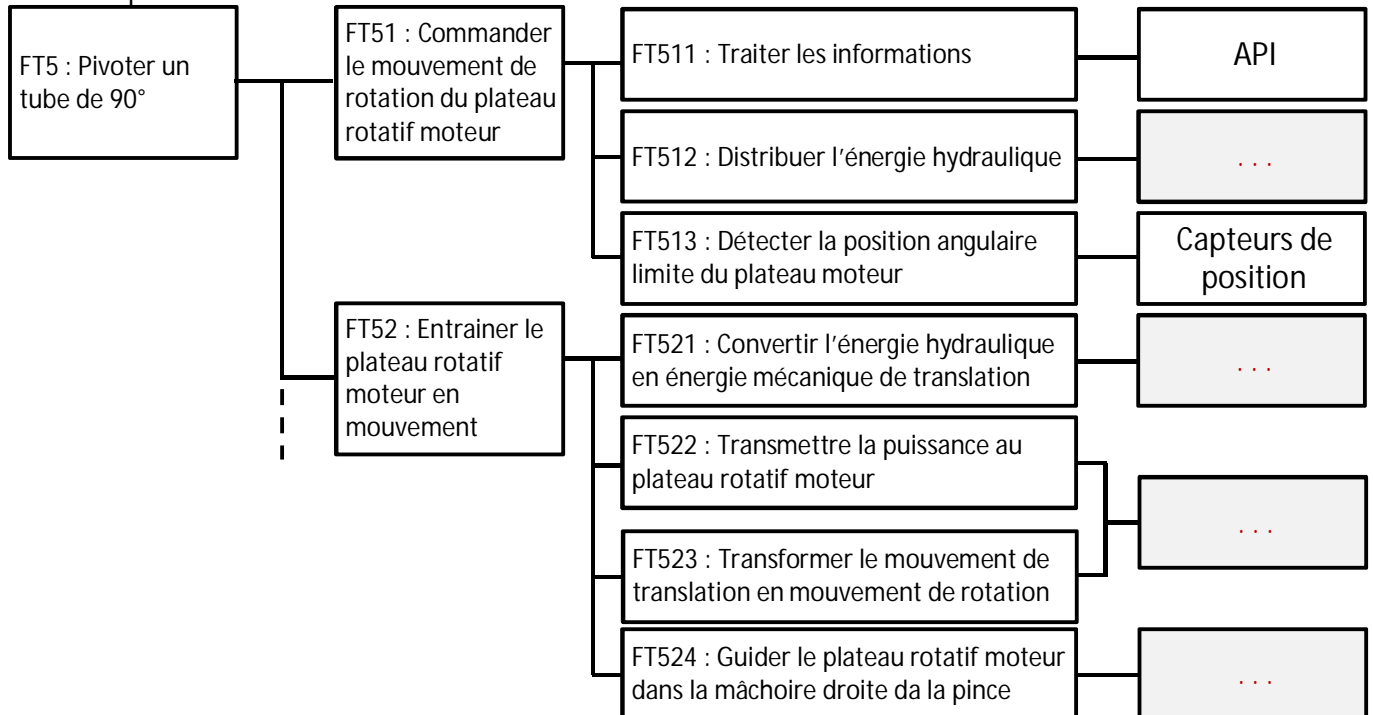 FT5 : Pivoter un
tube de 90°
FT51 : Commander
le mouvement de
rotation du plateau
rotatif moteur
FT511 : Traiter les informations
API
FT512 : Distribuer l'énergie hydraulique
. . .
FT513 : Détecter la position angulaire
limite du plateau moteur
Capteurs de
position
FT52 : Entrainer le
plateau rotatif
moteur en
mouvement
FT521 : Convertir l'énergie hydraulique
en énergie mécanique de translation
. . .
FT522 : Transmettre la puissance au
plateau rotatif moteur
FT523 : Transformer le mouvement de
translation en mouvement de rotation
. . .
FT524 : Guider le plateau rotatif moteur
dans la mâchoire droite da la pince
. . .